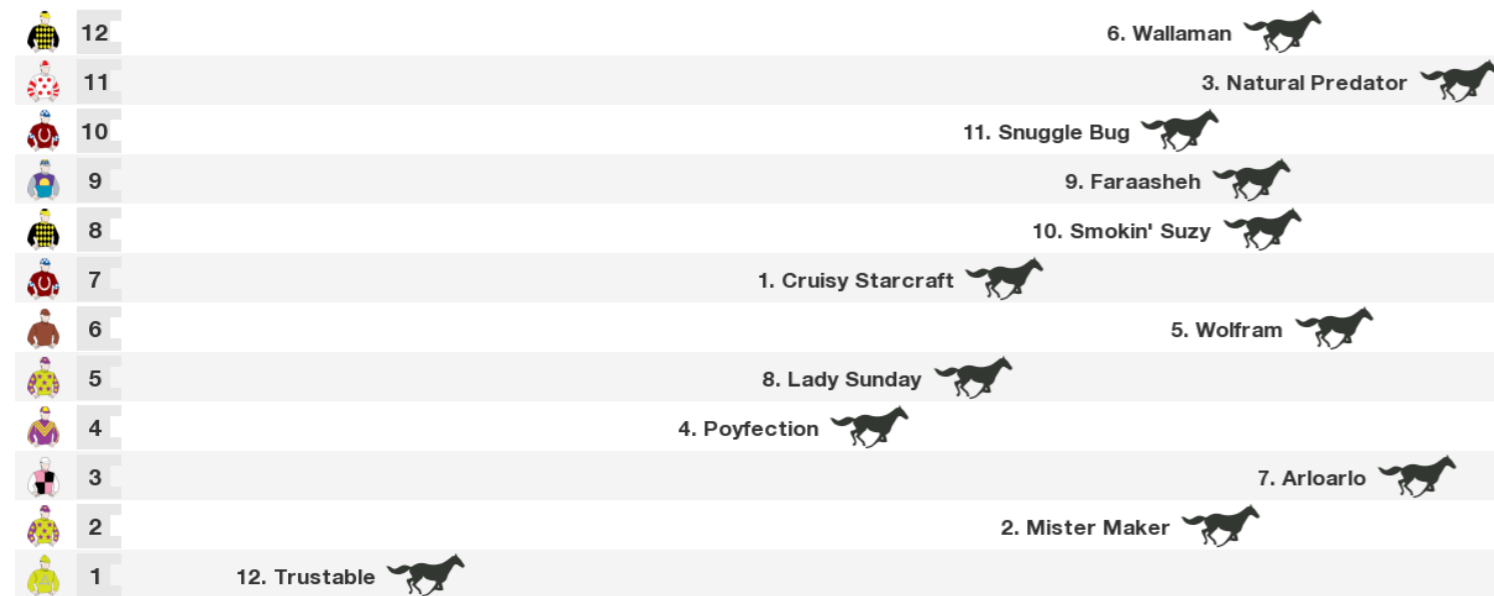 12 6. Wallaman
11 3. Natural Predator
10 11. Snuggle Bug
9 9. Faraasheh
8 10. Smokin' Suzy
7 1. Cruisy Starcraft
6 5. Wolfram
5 8. Lady Sunday
4 4. Poyfection
3 7. Arloarlo
2 2. Mister Maker
1 12. Trustable